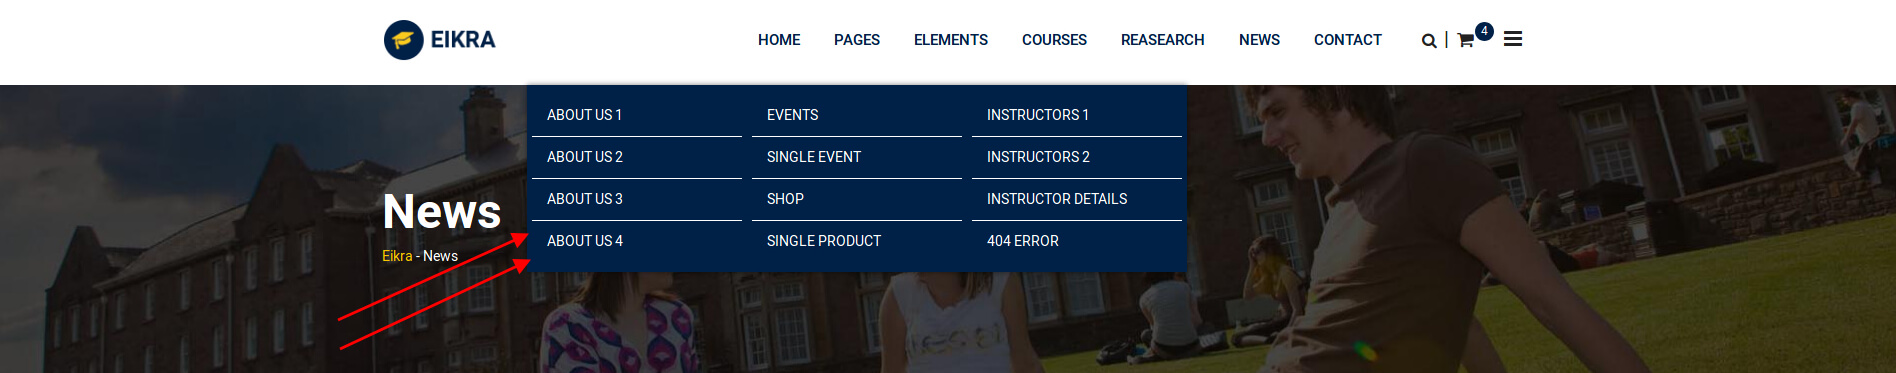 EIKRA
HOME PAGES ELEMENTS COURSES REASEARCH NEWS CONTACT 4
ABOUT US 1 EVENTS INSTRUCTORS 1
ABOUT US 2 SINGLE EVENT INSTRUCTORS 2
ABOUT US 3 SHOP INSTRUCTOR DETAILS
ABOUT US 4 SINGLE PRODUCT 404 ERROR
News
Eikra - News